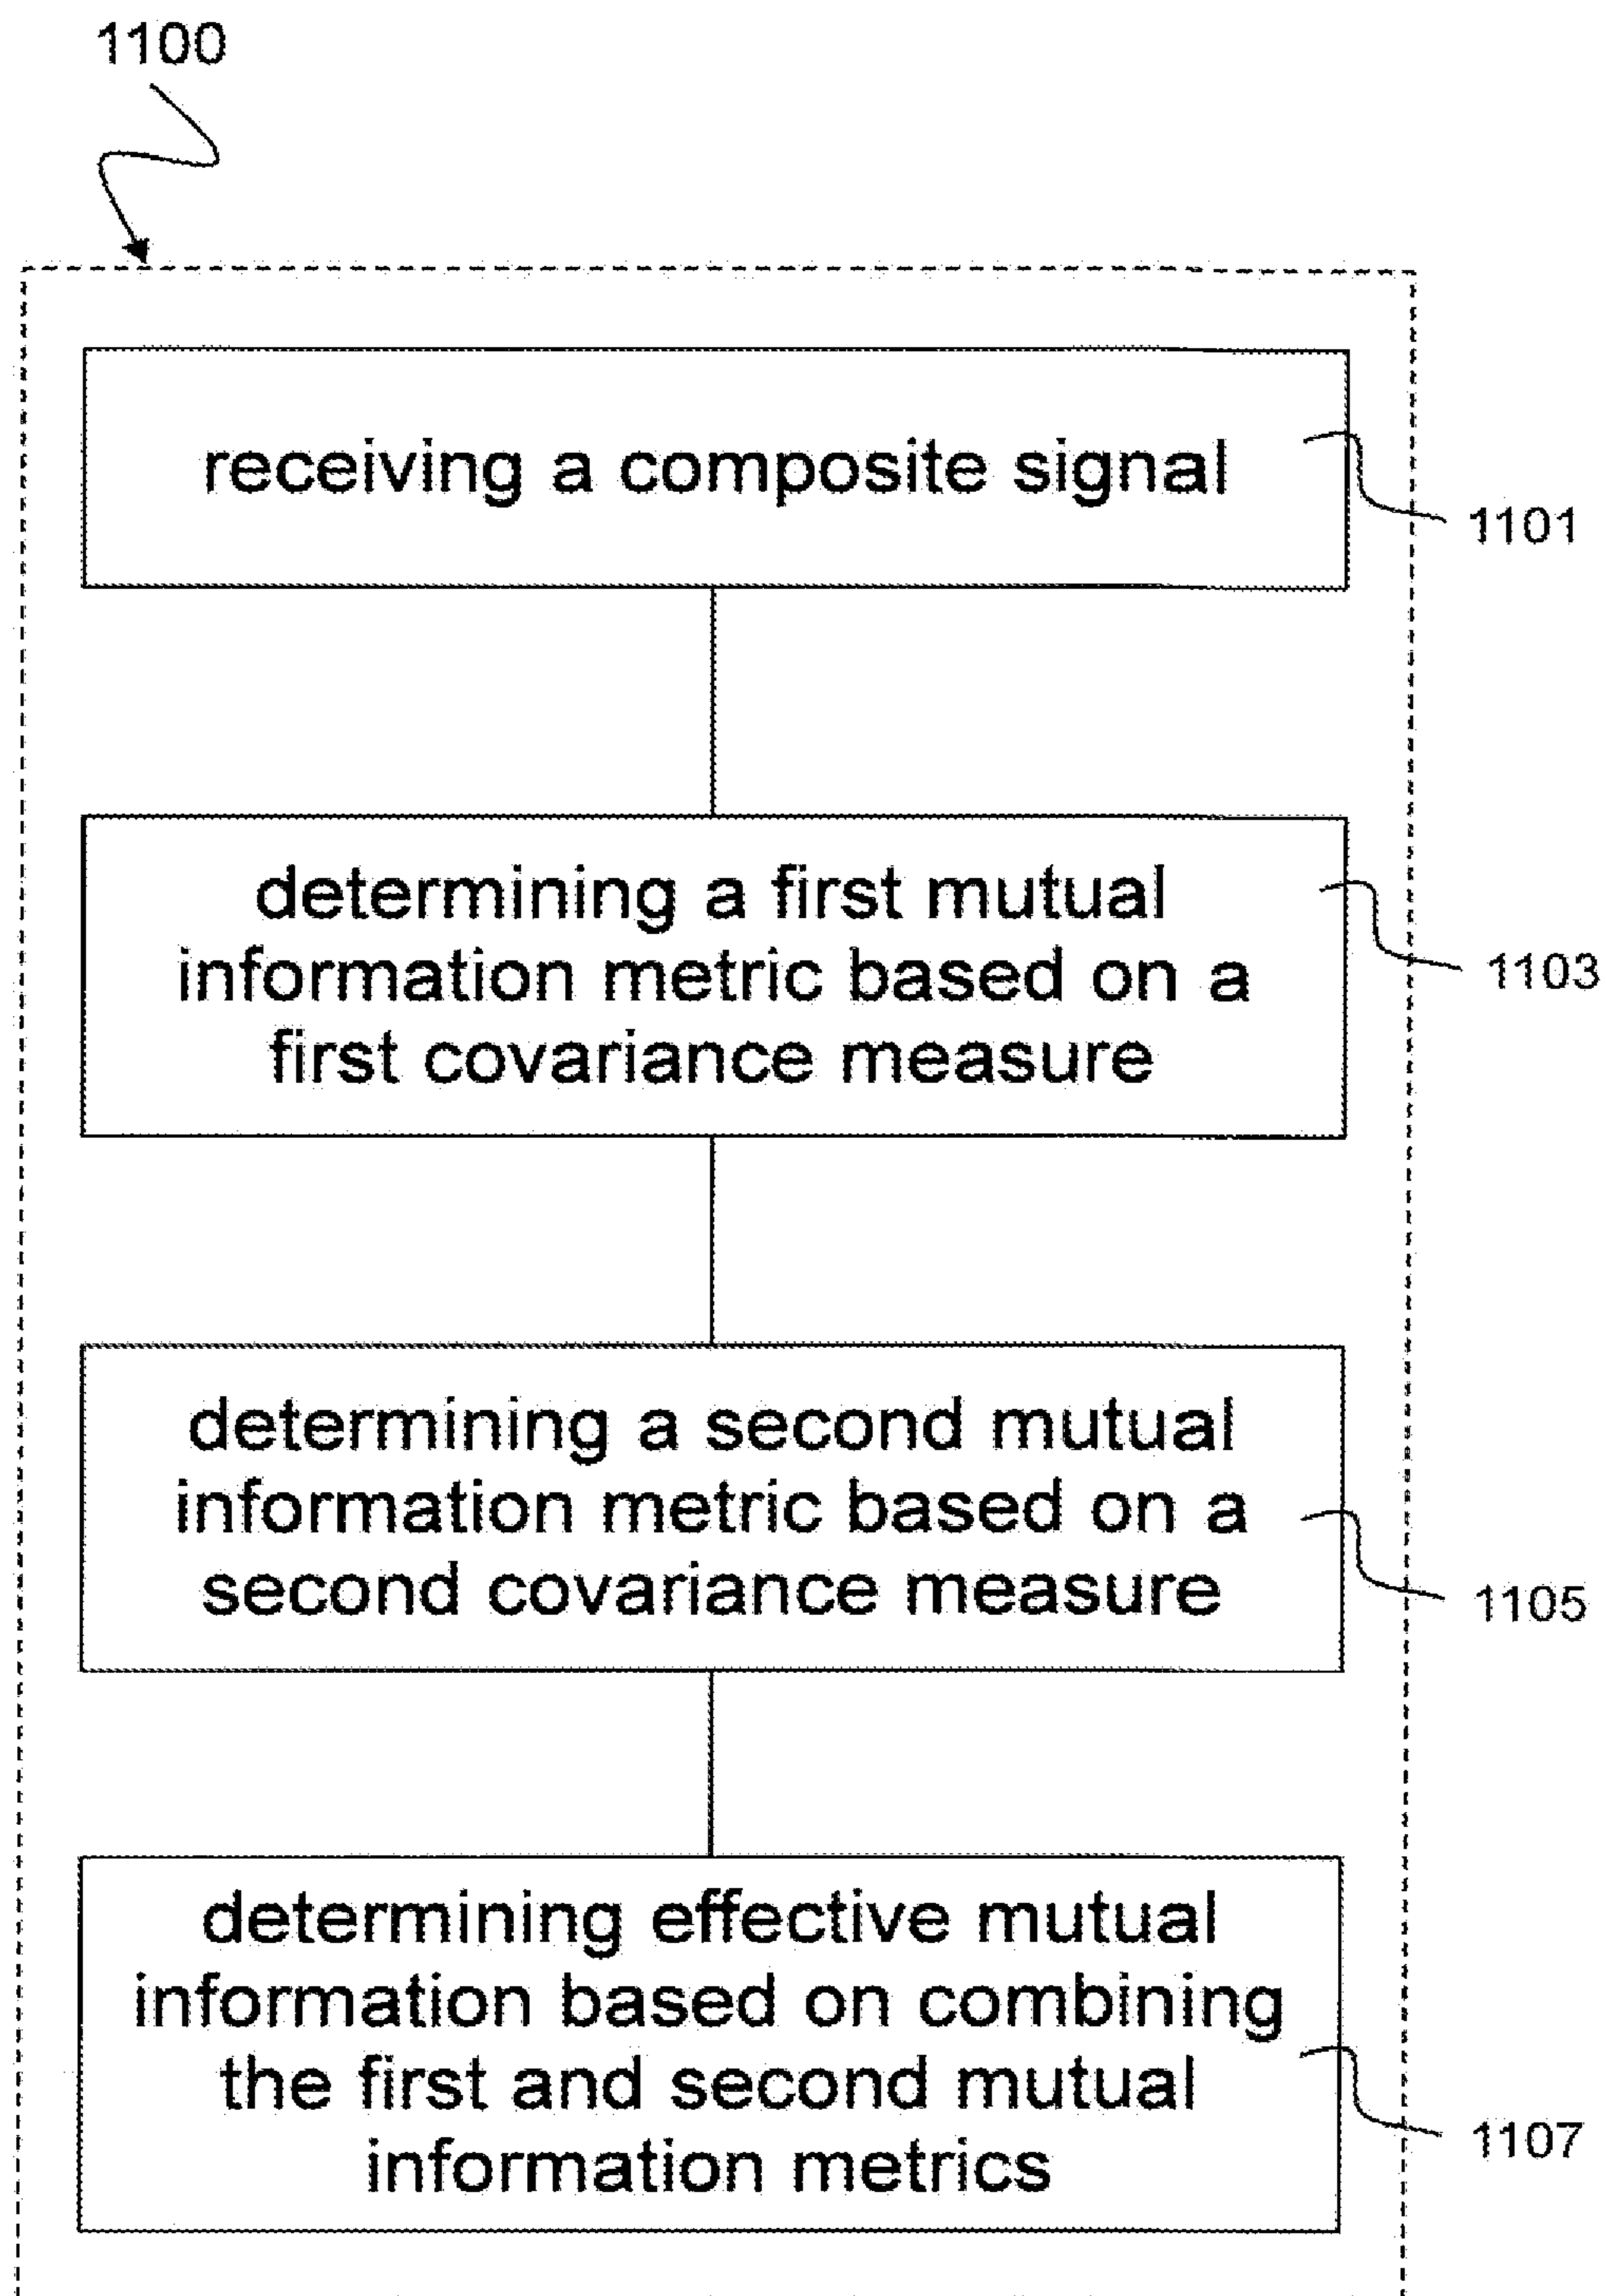 1100
receiving a composite signal
1101
determining a first mutual
information metric based on a
first covariance measure
1103
determining a second mutual
information metric based on a
second covariance measure
1105
determining effective mutual
information based on combining
the first and second mutual
information metrics
1107